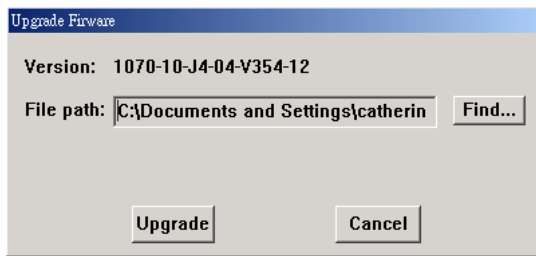 Upgrade Firware
Version: 1070-10-J4-04-V354-12
File path: C:\Documents and Settings\catherin Find...
Upgrade Cancel